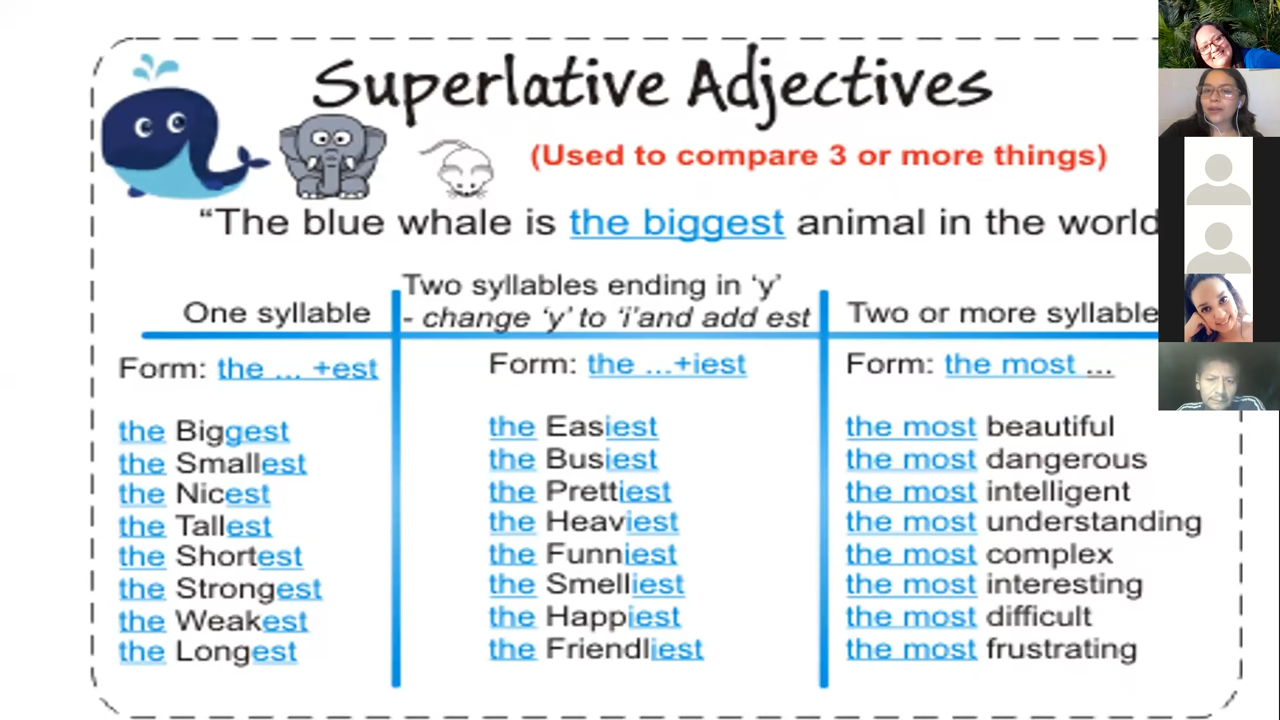 Superlative Adjectives
(Used to compare 3 or more things)
“The blue whale is the biggest animal in the world
One syllable
Form: the ... +est
the Biggest
the Smallest
the Nicest
the Tallest
the Shortest
the Strongest
the Weakest
the Longest
Two syllables ending in ‘y’
- change ‘y’ to ‘i’and add est
Form: the ...+iest
the Easiest
the Busiest
the Prettiest
the Heaviest
the Funniest
the Smelliest
the Happiest
the Friendliest
Two or more syllable
Form: the most ...
the most beautiful
the most dangerous
the most intelligent
the most understanding
the most complex
the most interesting
the most difficult
the most frustrating